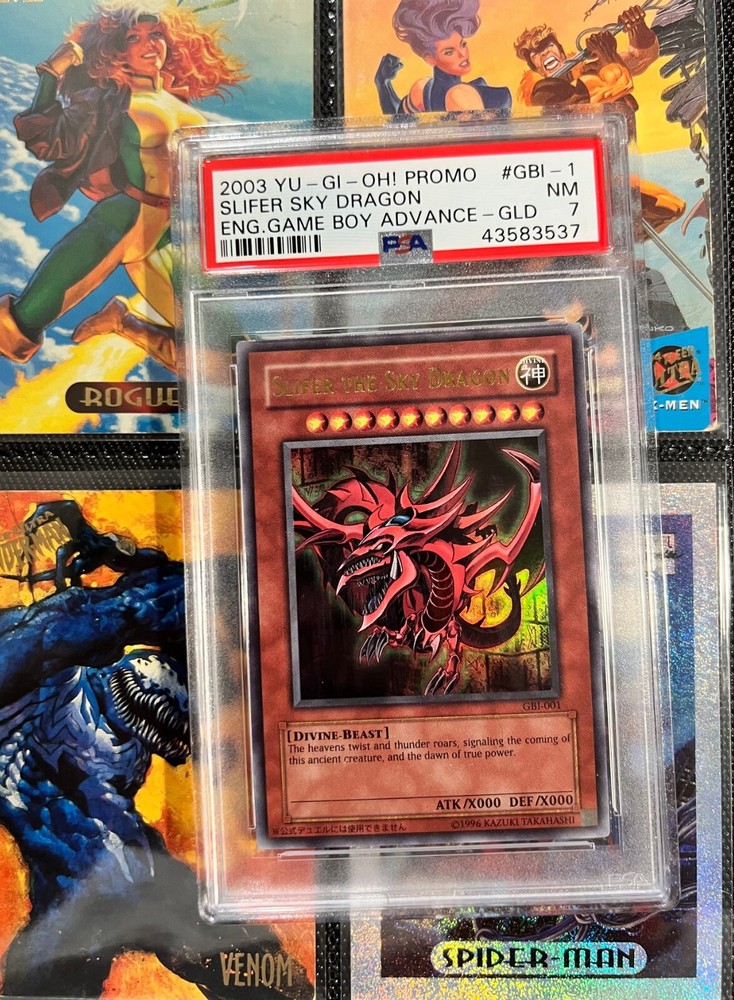 2003 YU-GI-OH! PROMO #GBI-1
SLIFER SKY DRAGON NM
ENG.GAME BOY ADVANCE-GLD 7
PSA 43583537
SLIFER THE SKY DRAGON
DIVINE
神
GBI-001
[DIVINE-BEAST]
The heavens twist and thunder roars, signaling the coming of
this ancient creature, and the dawn of true power.
ATK/X000 DEF/X000
※公式デュエルには使用できません
©1996 KAZUKI TAKAHASHI
ROGUE
X-MEN
SPIDER-MAN
VENOM
SPIDER-MAN